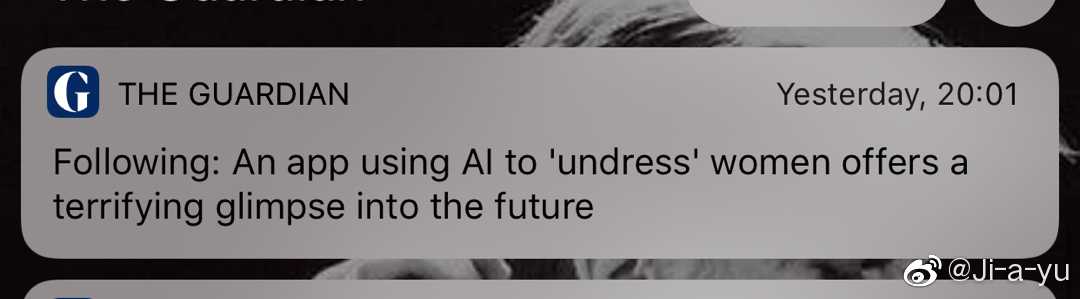 THE GUARDIAN
Yesterday, 20:01
Following: An app using AI to 'undress' women offers a
terrifying glimpse into the future
@Ji-a-yu